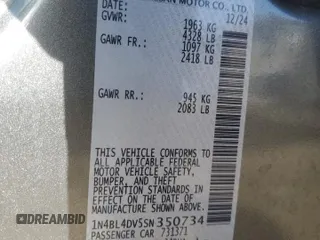 MOTOR CO., LTD.
DATE: 12/24
GVWR: 1963 KG
4328 LB
GAWR FR.: 1097 KG
2418 LB
GAWR RR.: 945 KG
2083 LB
THIS VEHICLE CONFORMS TO
ALL APPLICABLE FEDERAL
MOTOR VEHICLE SAFETY,
BUMPER, AND THEFT
PREVENTION STANDARDS IN
EFFECT ON THE DATE OF
MANUFACTURE SHOWN ABOVE.
1N4BL4DV5SN350734
PASSENGER CAR 731371